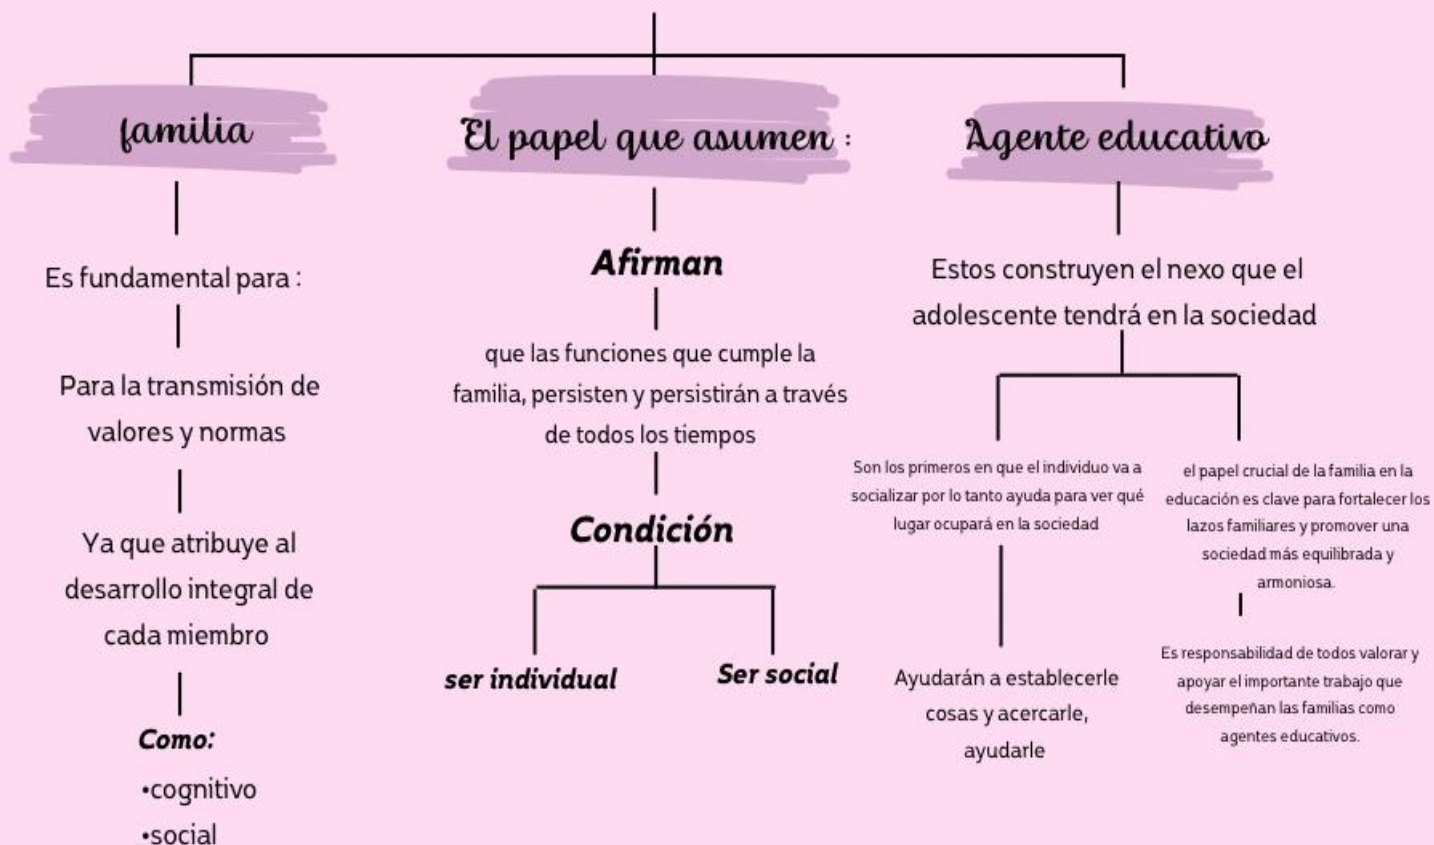 familia
Es fundamental para :
Para la transmisión de
valores y normas
Ya que atribuye al
desarrollo integral de
cada miembro
Como:
•cognitivo
•social
El papel que asumen :
Afirman
que las funciones que cumple la
familia, persisten y persistirán a través
de todos los tiempos
Condición
ser individual
Ser social
Agente educativo
Estos construyen el nexo que el
adolescente tendrá en la sociedad
Son los primeros en que el individuo va a
socializar por lo tanto ayuda para ver qué
lugar ocupará en la sociedad
Ayudarán a establecerle
cosas y acercarle,
ayudarle
el papel crucial de la familia en la
educación es clave para fortalecer los
lazos familiares y promover una
sociedad más equilibrada y
armoniosa.
Es responsabilidad de todos valorar y
apoyar el importante trabajo que
desempeñan las familias como
agentes educativos.